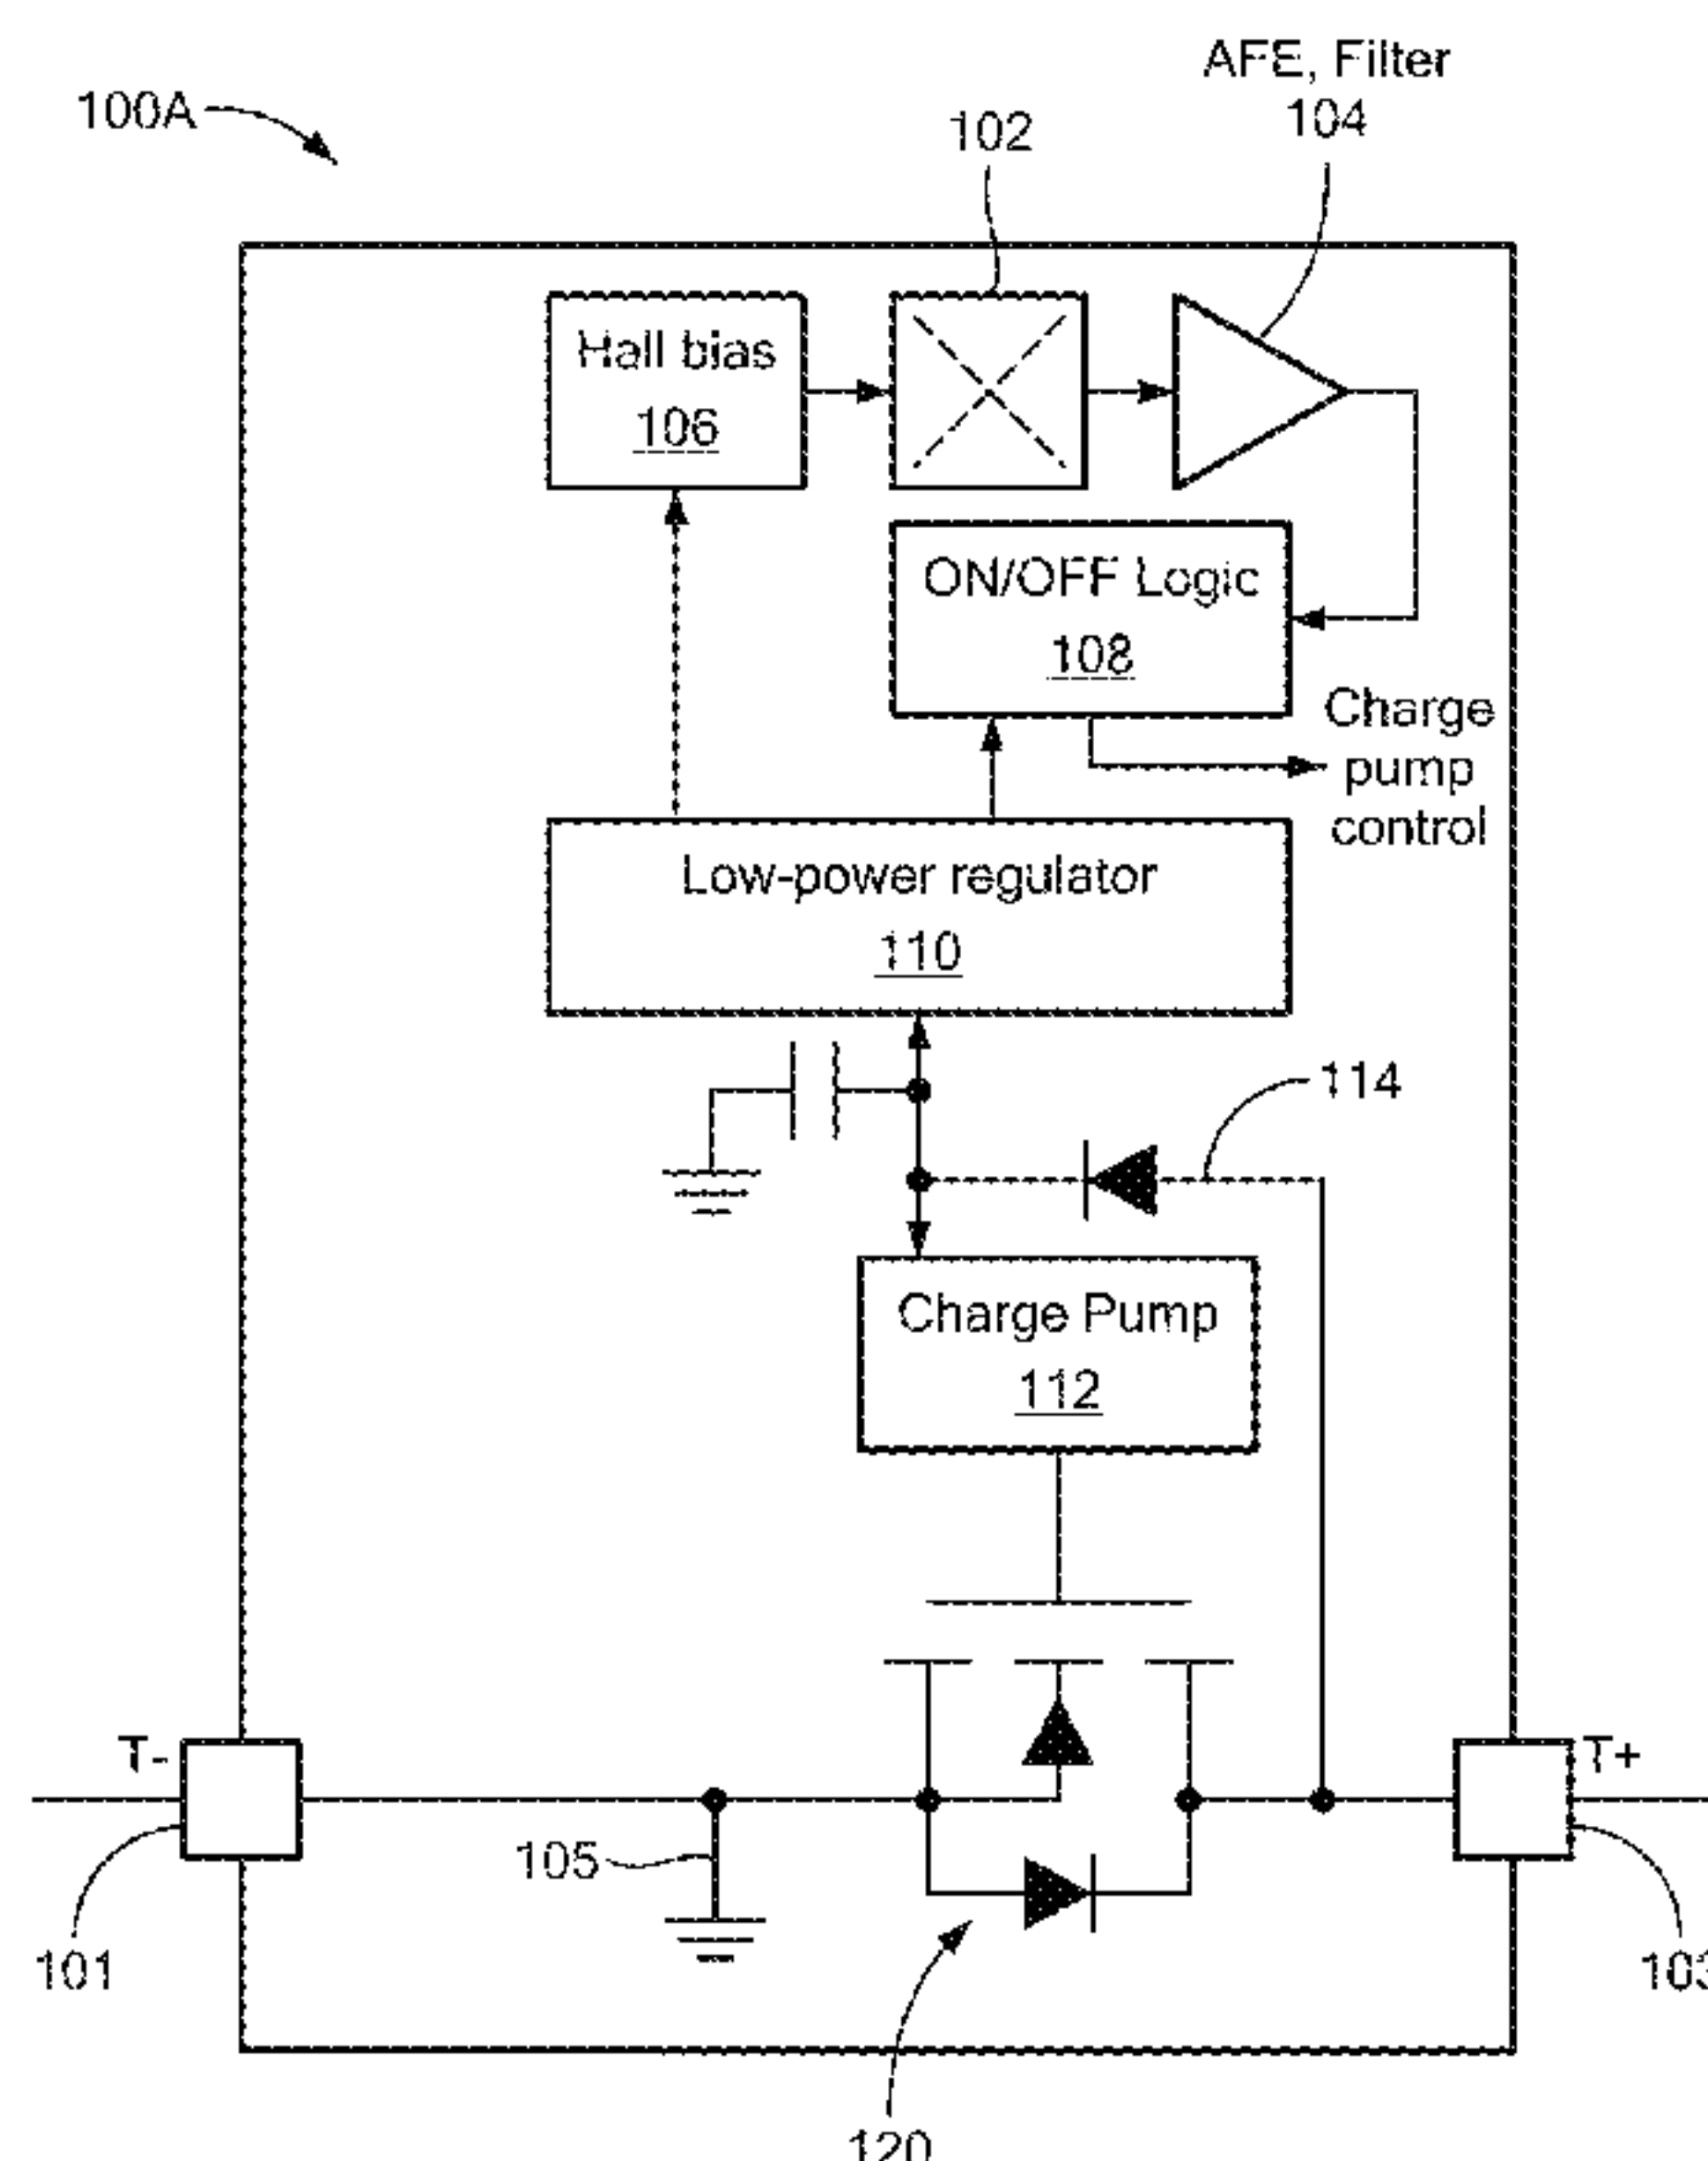 100A
AFE, Filter
104
102
Hall bias
106
ON/OFF Logic
108
Charge
pump
control
Low-power regulator
110
114
Charge Pump
112
T-
T+
105
101
103
120